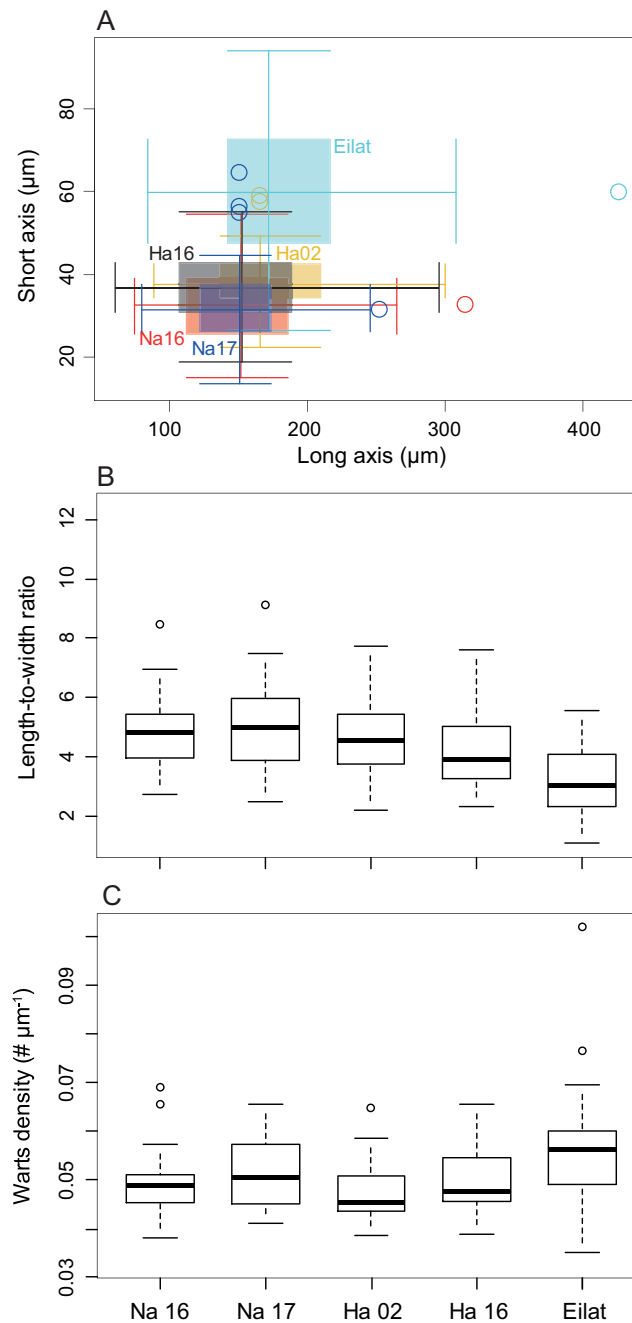 A
Short axis (µm)
80
60
40
20
Eilat
Ha16
Ha02
Na16
Na17
100
200
300
400
Long axis (µm)
B
Length-to-width ratio
12
10
8
6
4
2
C
Warts density (# µm⁻¹)
0.09
0.07
0.05
0.03
Na 16
Na 17
Ha 02
Ha 16
Eilat